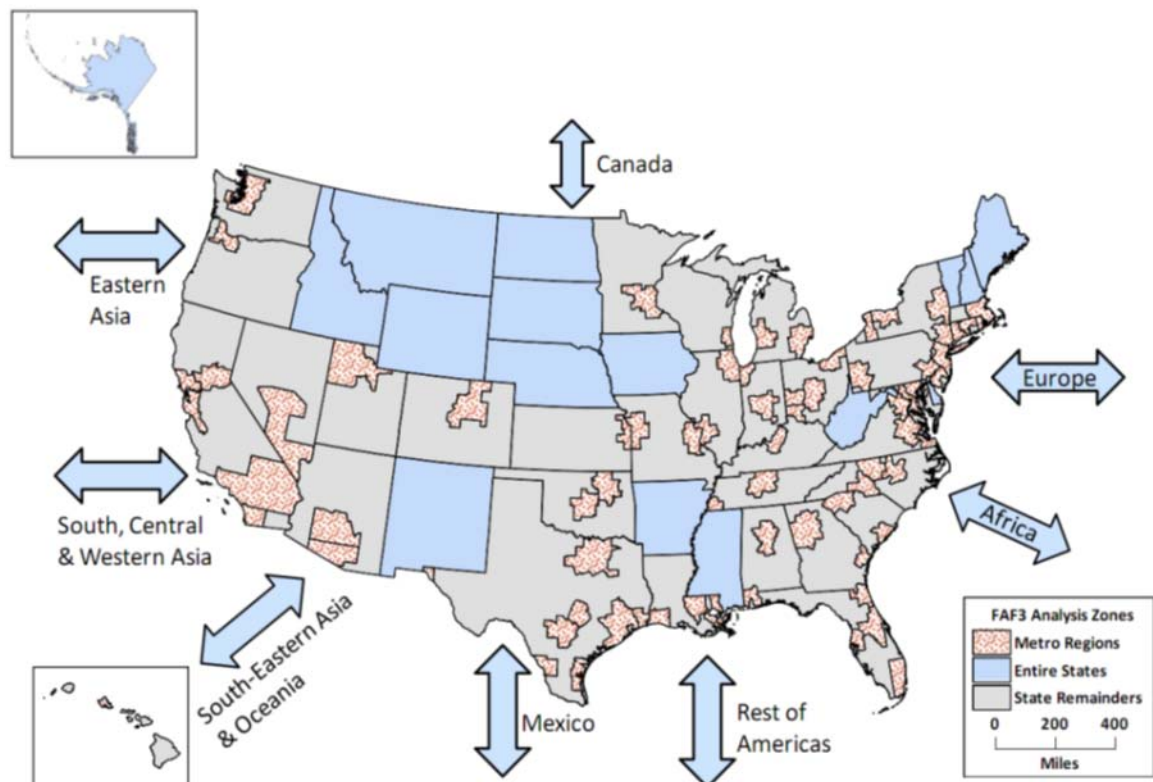 Canada
Eastern
Asia
Europe
South, Central
& Western Asia
Africa
South-Eastern Asia
& Oceania
Mexico
Rest of
Americas
FAF3 Analysis Zones
Metro Regions
Entire States
State Remainders
0 200 400
Miles